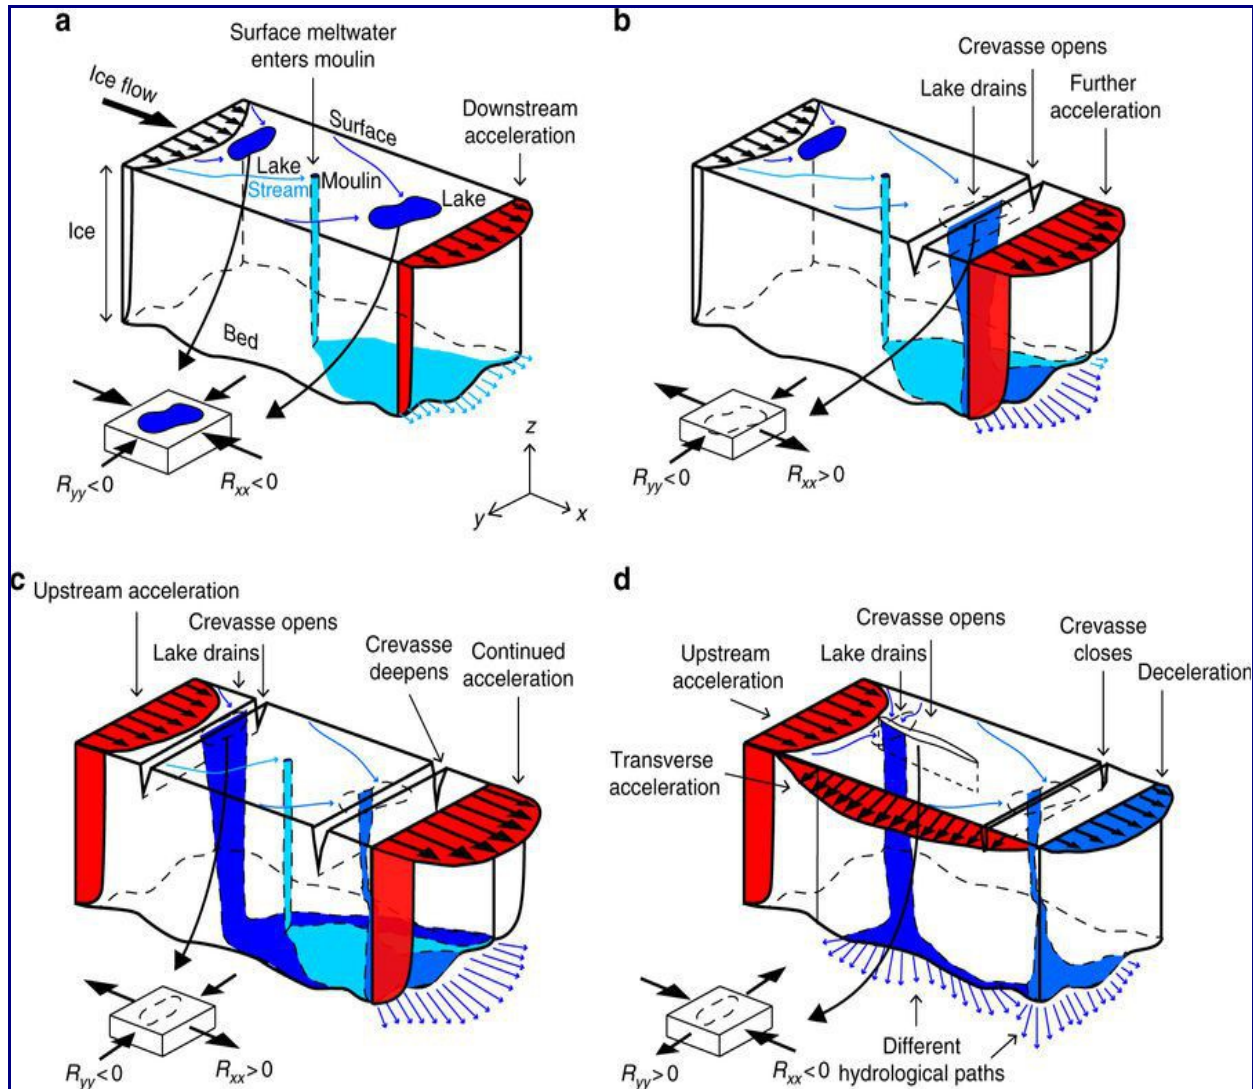 a
Surface meltwater
enters moulin
Ice flow
Surface
Downstream
acceleration
Lake
Stream
Moulin
Lake
Ice
Bed
R_yy<0
R_xx<0
z
y
x
b
Crevasse opens
Lake drains
Further
acceleration
R_yy<0
R_xx>0
c
Upstream acceleration
Crevasse opens
Lake drains
Crevasse
deepens
Continued
acceleration
R_yy<0
R_xx>0
d
Crevasse opens
Lake drains
Upstream
acceleration
Crevasse
closes
Deceleration
Transverse
acceleration
Different
hydrological paths
R_yy>0
R_xx<0